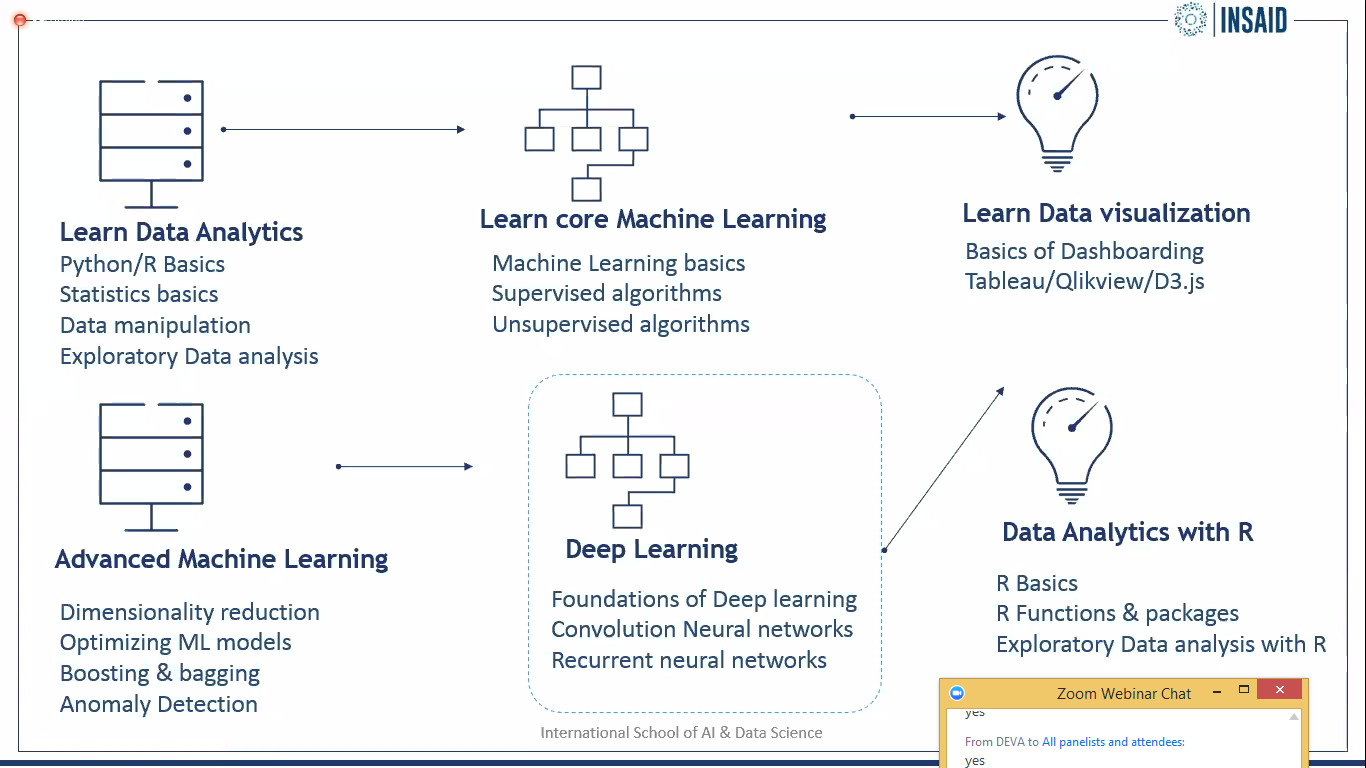 INSAID
Learn Data Analytics
Python/R Basics
Statistics basics
Data manipulation
Exploratory Data analysis
Learn core Machine Learning
Machine Learning basics
Supervised algorithms
Unsupervised algorithms
Learn Data visualization
Basics of Dashboarding
Tableau/Qlikview/D3.js
Advanced Machine Learning
Dimensionality reduction
Optimizing ML models
Boosting & bagging
Anomaly Detection
Deep Learning
Foundations of Deep learning
Convolution Neural networks
Recurrent neural networks
Data Analytics with R
R Basics
R Functions & packages
Exploratory Data analysis with R
International School of AI & Data Science
Zoom Webinar Chat
yes
From DEVA to All panelists and attendees:
yes